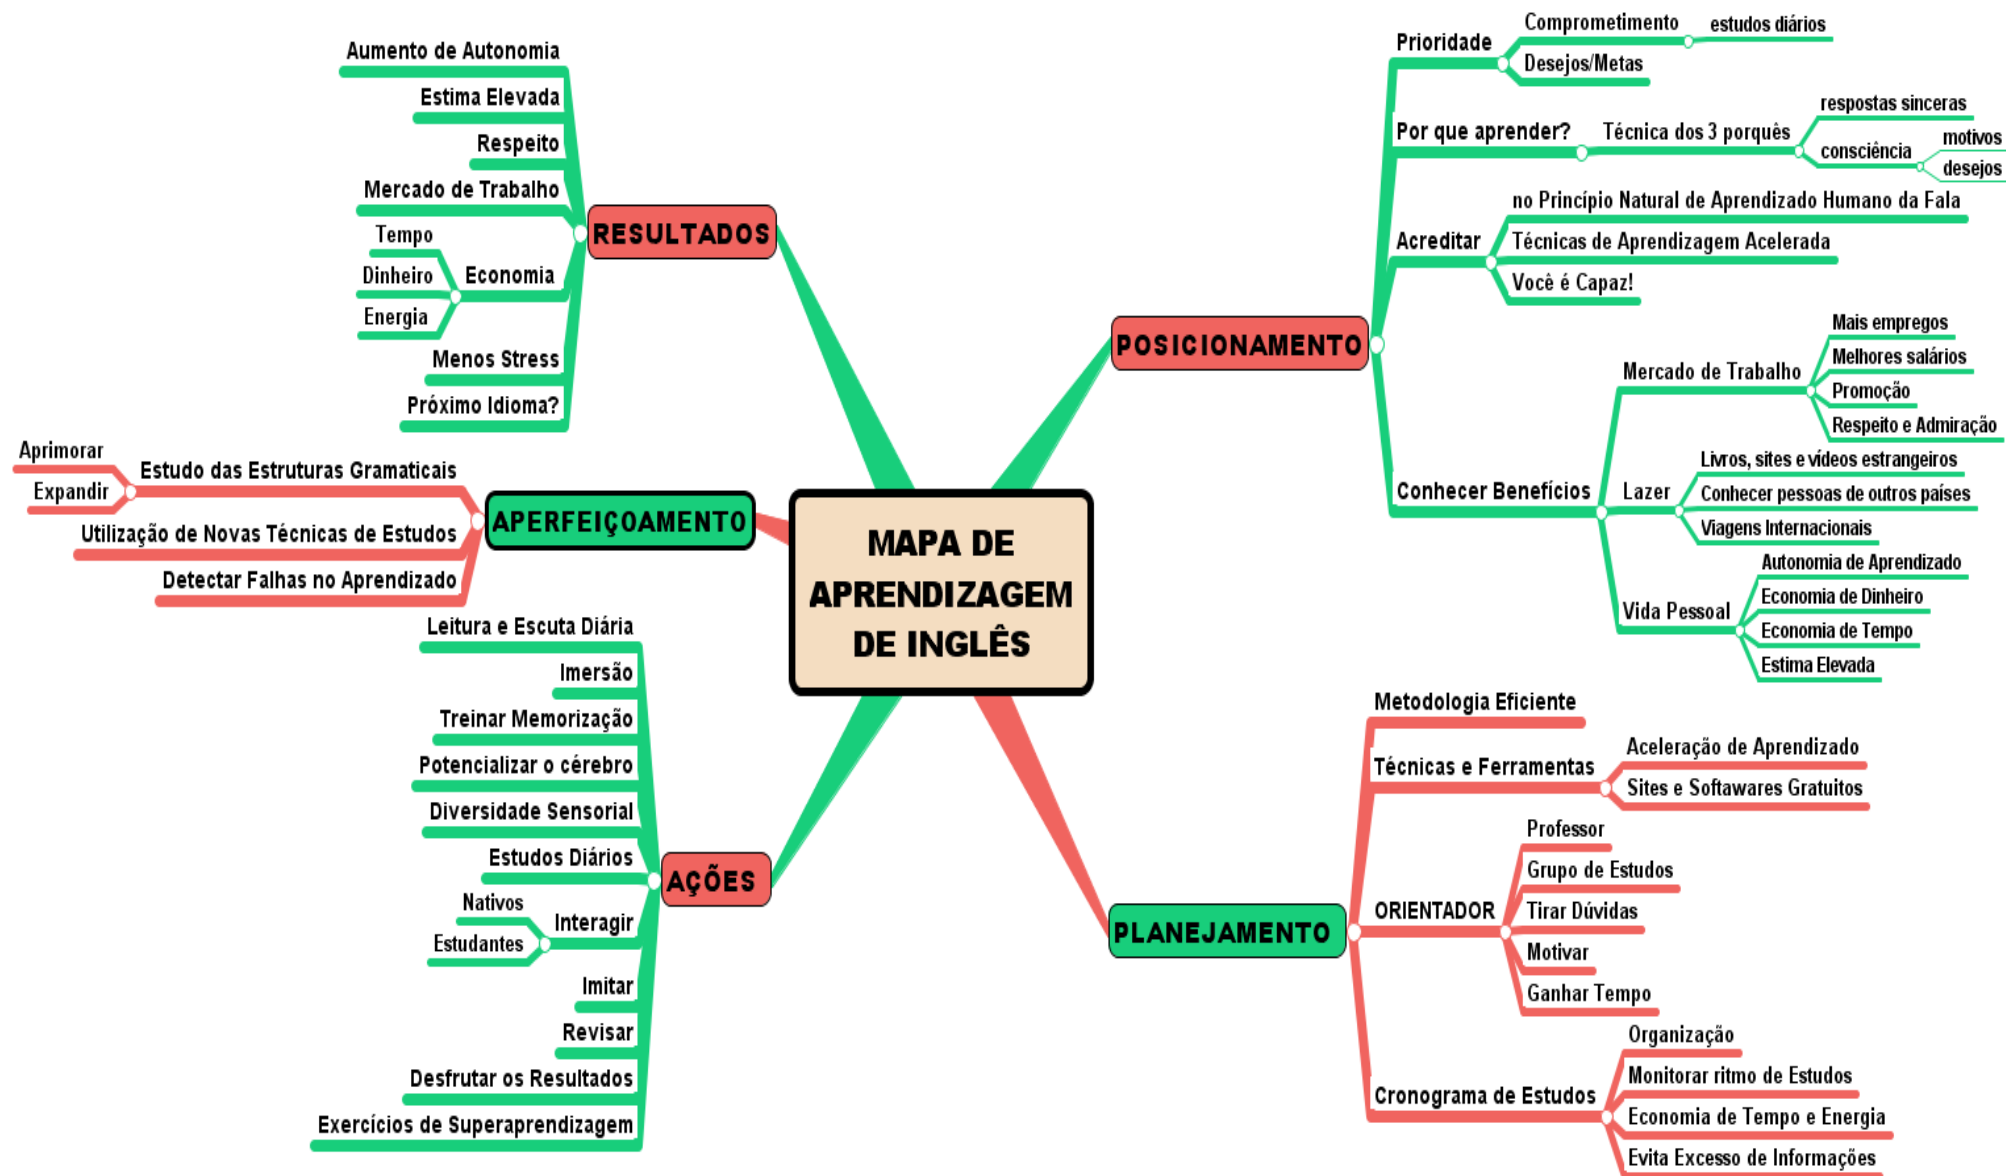 MAPA DE
APRENDIZAGEM
DE INGLÊS
POSICIONAMENTO
Prioridade
Comprometimento
estudos diários
Desejos/Metas
Por que aprender?
Técnica dos 3 porquês
respostas sinceras
consciência
motivos
desejos
Acreditar
no Princípio Natural de Aprendizado Humano da Fala
Técnicas de Aprendizagem Acelerada
Você é Capaz!
Conhecer Benefícios
Mercado de Trabalho
Mais empregos
Melhores salários
Promoção
Respeito e Admiração
Lazer
Livros, sites e vídeos estrangeiros
Conhecer pessoas de outros países
Viagens Internacionais
Vida Pessoal
Autonomia de Aprendizado
Economia de Dinheiro
Economia de Tempo
Estima Elevada
PLANEJAMENTO
Metodologia Eficiente
Técnicas e Ferramentas
Aceleração de Aprendizado
Sites e Softawares Gratuitos
ORIENTADOR
Professor
Grupo de Estudos
Tirar Dúvidas
Motivar
Ganhar Tempo
Cronograma de Estudos
Organização
Monitorar ritmo de Estudos
Economia de Tempo e Energia
Evita Excesso de Informações
AÇÕES
Leitura e Escuta Diária
Imersão
Treinar Memorização
Potencializar o cérebro
Diversidade Sensorial
Estudos Diários
Interagir
Nativos
Estudantes
Imitar
Revisar
Desfrutar os Resultados
Exercícios de Superaprendizagem
APERFEIÇOAMENTO
Estudo das Estruturas Gramaticais
Aprimorar
Expandir
Utilização de Novas Técnicas de Estudos
Detectar Falhas no Aprendizado
RESULTADOS
Aumento de Autonomia
Estima Elevada
Respeito
Mercado de Trabalho
Economia
Tempo
Dinheiro
Energia
Menos Stress
Próximo Idioma?